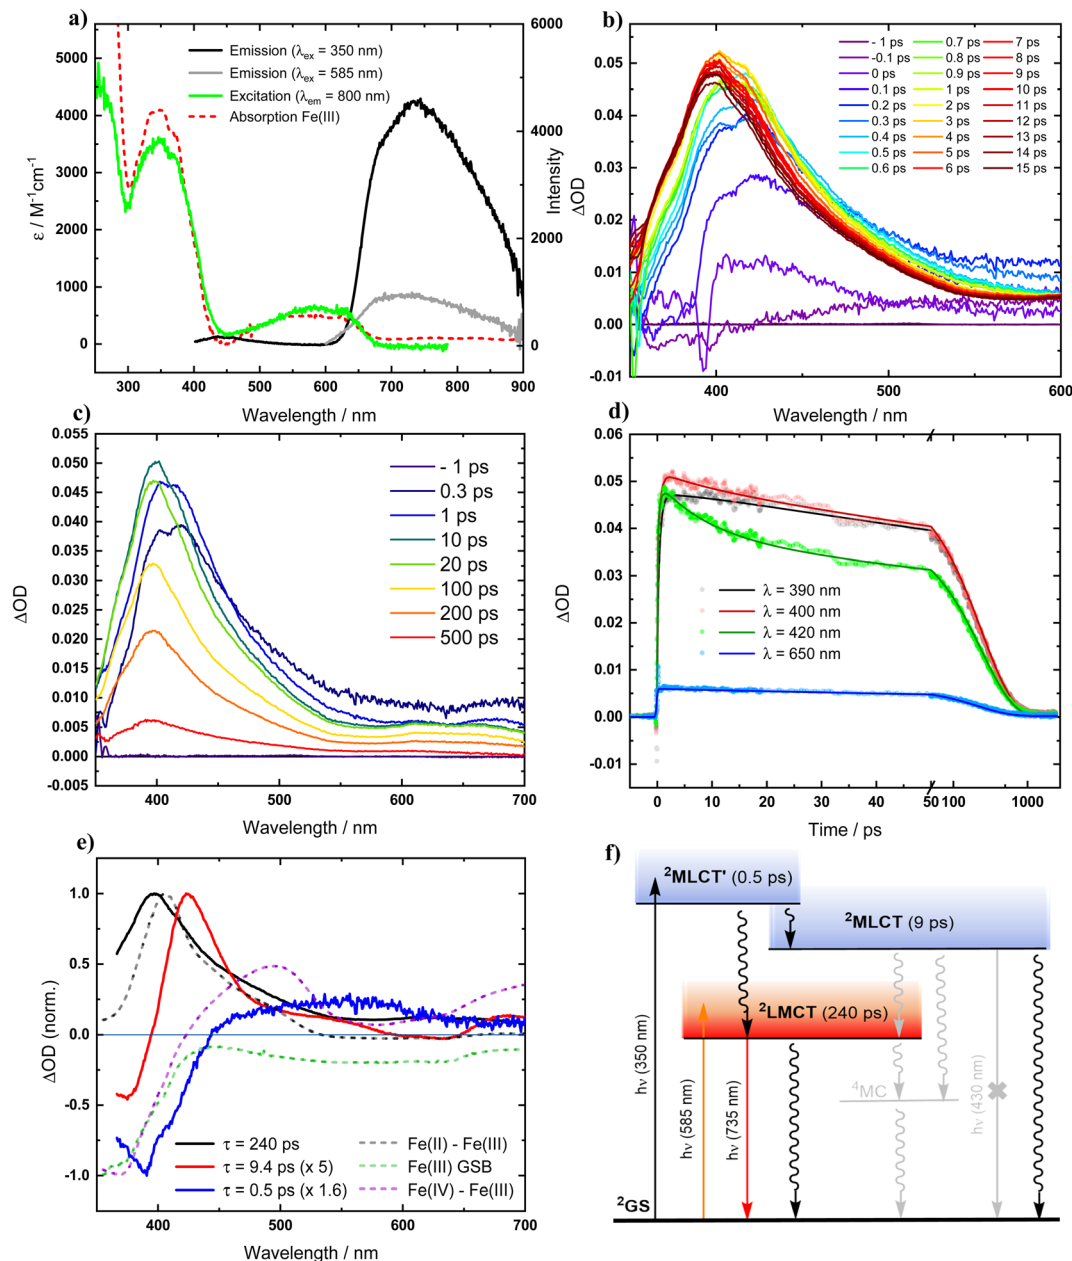 a)
6000
5000
4000
3000
2000
1000
0
ε / M⁻¹cm⁻¹
Emission (λex = 350 nm)
Emission (λex = 585 nm)
Excitation (λem = 800 nm)
Absorption Fe(III)
4000
2000
0
Intensity
300 400 500 600 700 800 900
Wavelength / nm
b)
0.06
0.05
0.04
0.03
0.02
0.01
0.00
-0.01
ΔOD
- 1 ps 0.7 ps 7 ps
-0.1 ps 0.8 ps 8 ps
0 ps 0.9 ps 9 ps
0.1 ps 1 ps 10 ps
0.2 ps 2 ps 11 ps
0.3 ps 3 ps 12 ps
0.4 ps 4 ps 13 ps
0.5 ps 5 ps 14 ps
0.6 ps 6 ps 15 ps
400 500 600
Wavelength / nm
c)
0.055
0.050
0.045
0.040
0.035
0.030
0.025
0.020
0.015
0.010
0.005
0.000
-0.005
ΔOD
- 1 ps
0.3 ps
1 ps
10 ps
20 ps
100 ps
200 ps
500 ps
400 500 600 700
Wavelength / nm
d)
0.06
0.05
0.04
0.03
0.02
0.01
0.00
-0.01
ΔOD
λ = 390 nm
λ = 400 nm
λ = 420 nm
λ = 650 nm
0 10 20 30 40 50 100 1000
Time / ps
e)
1.0
0.5
0.0
-0.5
-1.0
ΔOD (norm.)
τ = 240 ps
τ = 9.4 ps (x 5)
τ = 0.5 ps (x 1.6)
Fe(II) - Fe(III)
Fe(III) GSB
Fe(IV) - Fe(III)
400 500 600 700
Wavelength / nm
f)
²MLCT' (0.5 ps)
²MLCT (9 ps)
²LMCT (240 ps)
⁴MC
hν (350 nm)
hν (585 nm)
hν (735 nm)
hν (430 nm)
²GS